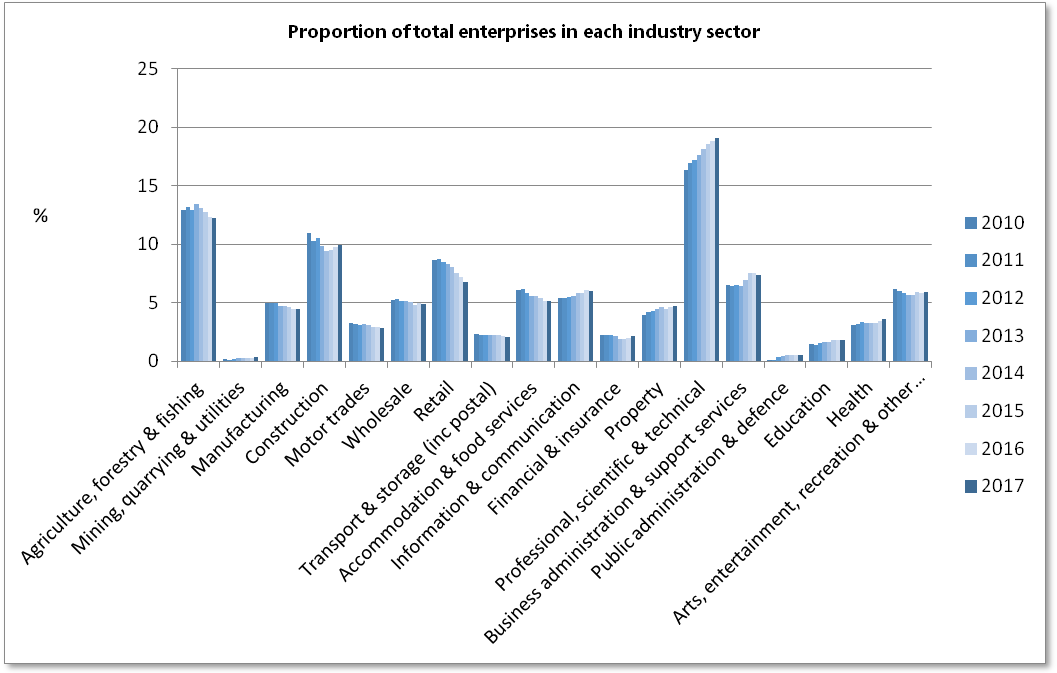 Proportion of total enterprises in each industry sector
25
20
15
10
5
0
%
Agriculture, forestry & fishing
Mining, quarrying & utilities
Manufacturing
Construction
Motor trades
Wholesale
Retail
Transport & storage (inc postal)
Accommodation & food services
Information & communication
Financial & insurance
Property
Professional, scientific & technical
Business administration & support services
Public administration & defence
Education
Health
Arts, entertainment, recreation & other...
2010
2011
2012
2013
2014
2015
2016
2017